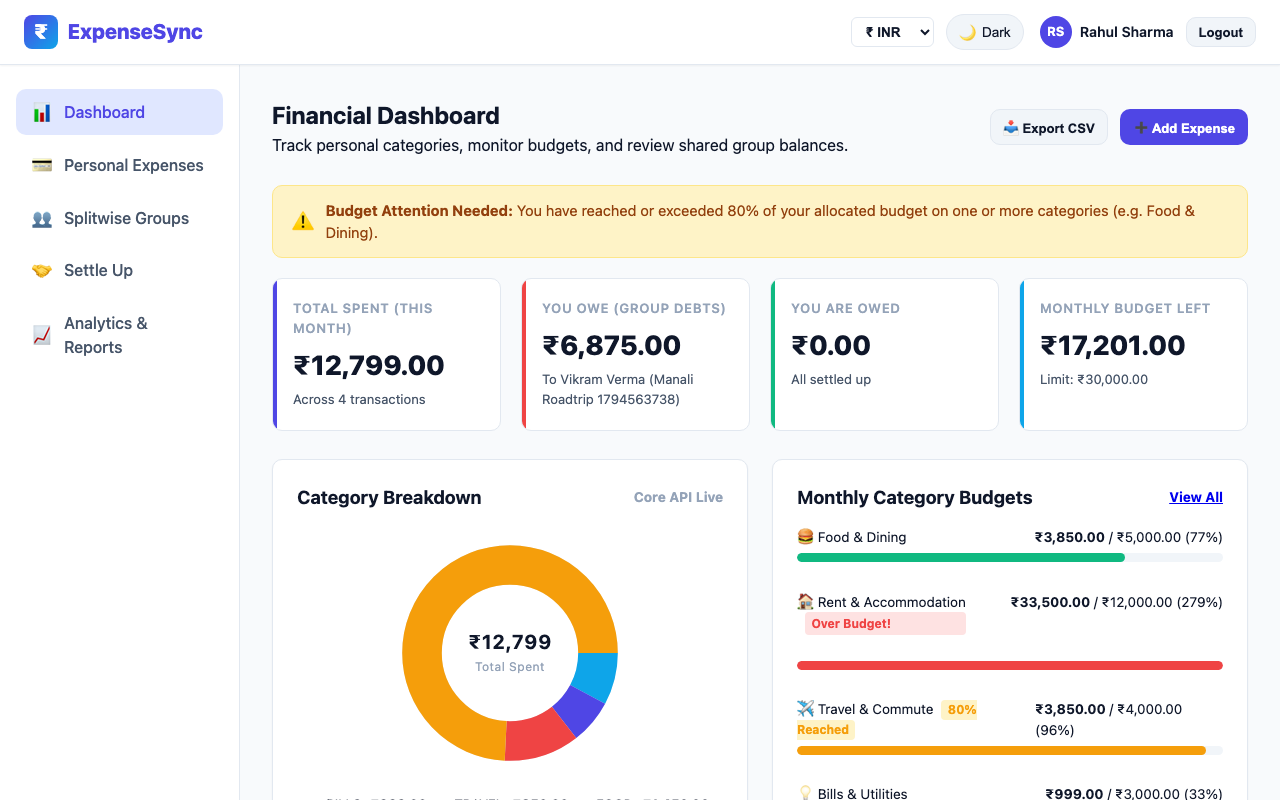 ₹ ExpenseSync
₹ INR
🌙 Dark
RS Rahul Sharma
Logout
Dashboard
Personal Expenses
Splitwise Groups
Settle Up
Analytics &
Reports
Financial Dashboard
Track personal categories, monitor budgets, and review shared group balances.
Export CSV
➕ Add Expense
Budget Attention Needed: You have reached or exceeded 80% of your allocated budget on one or more categories (e.g. Food &
Dining).
TOTAL SPENT (THIS
MONTH)
₹12,799.00
Across 4 transactions
YOU OWE (GROUP DEBTS)
₹6,875.00
To Vikram Verma (Manali
Roadtrip 1794563738)
YOU ARE OWED
₹0.00
All settled up
MONTHLY BUDGET LEFT
₹17,201.00
Limit: ₹30,000.00
Category Breakdown
Core API Live
₹12,799
Total Spent
Monthly Category Budgets
View All
Food & Dining ₹3,850.00 / ₹5,000.00 (77%)
Rent & Accommodation ₹33,500.00 / ₹12,000.00 (279%)
Over Budget!
Travel & Commute 80% ₹3,850.00 / ₹4,000.00
Reached (96%)
Bills & Utilities ₹999.00 / ₹3,000.00 (33%)